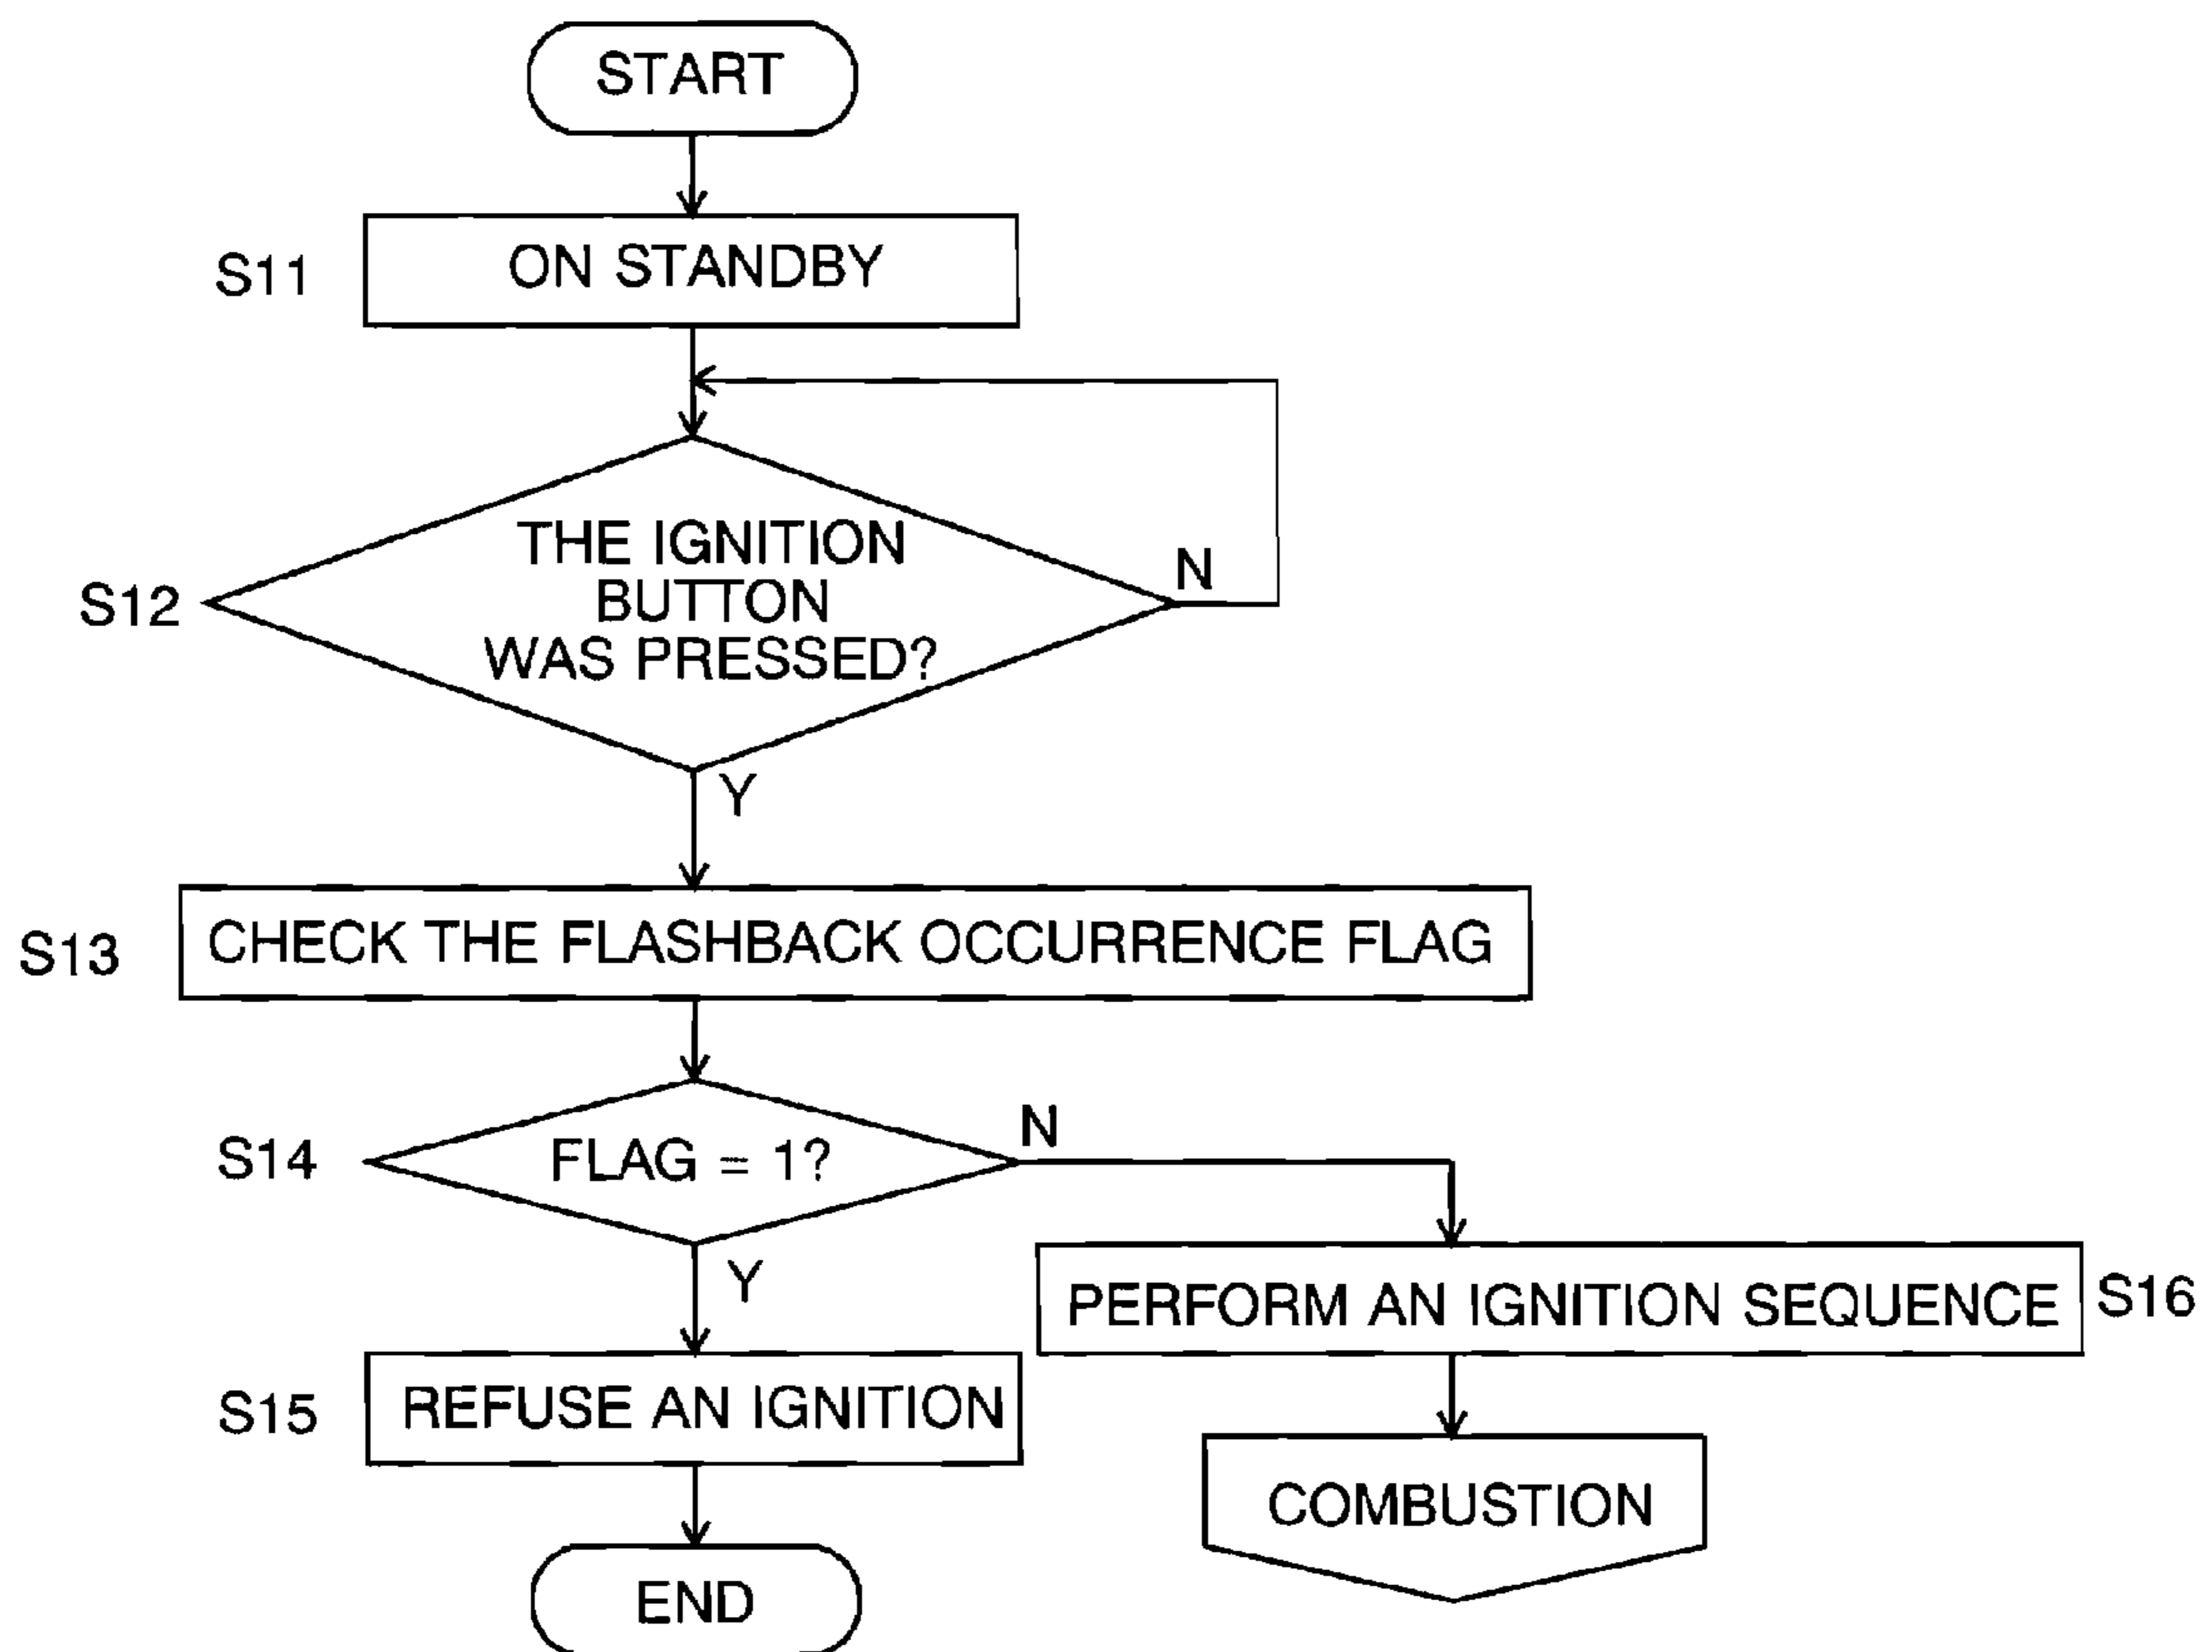 START
S11
ON STANDBY
S12
THE IGNITION
BUTTON
WAS PRESSED?
N
Y
S13
CHECK THE FLASHBACK OCCURRENCE FLAG
S14
FLAG = 1?
N
Y
PERFORM AN IGNITION SEQUENCE
S16
S15
REFUSE AN IGNITION
COMBUSTION
END